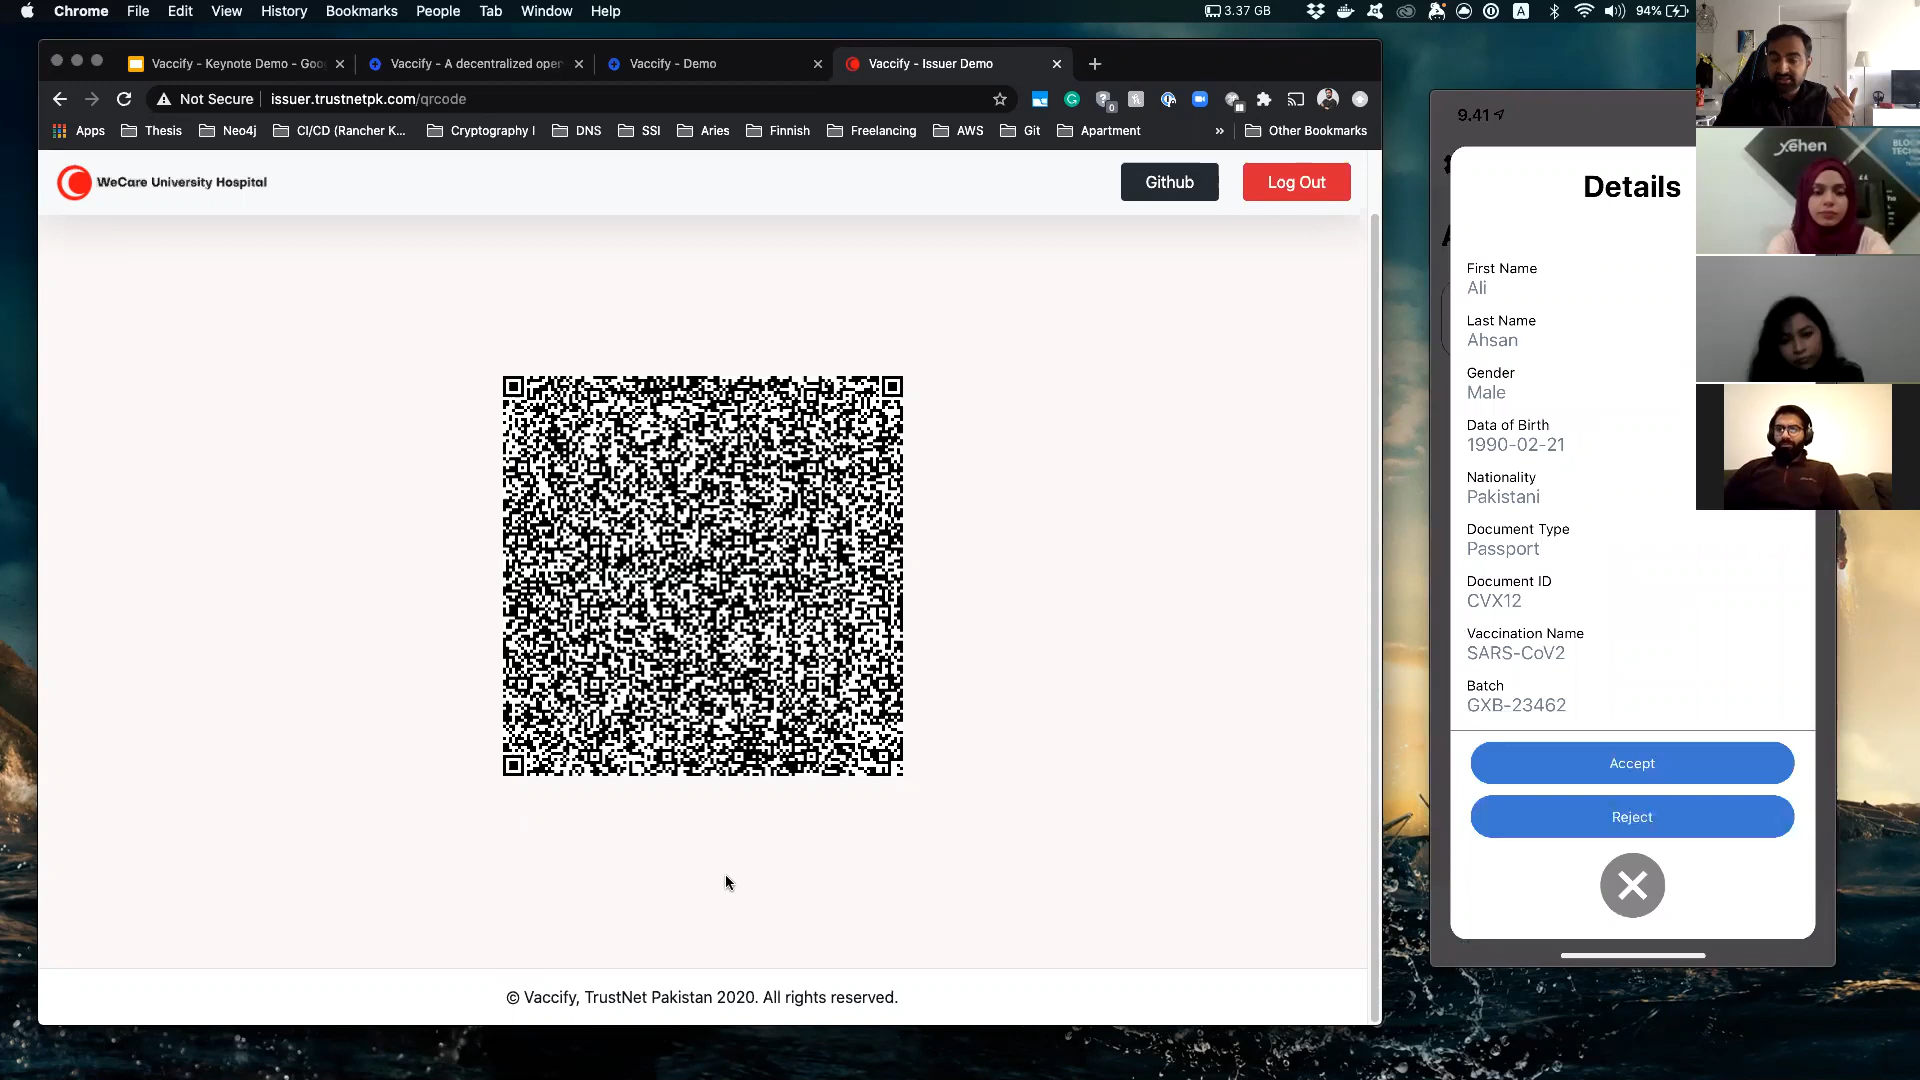 Chrome File Edit View History Bookmarks People Tab Window Help
3.37 GB
A
94%
Vaccify - Keynote Demo - Goo
Vaccify - A decentralized oper
Vaccify - Demo
Vaccify - Issuer Demo
Not Secure
issuer.trustnetpk.com/qrcode
Apps Thesis Neo4j CI/CD (Rancher K... Cryptography I DNS SSI Aries Finnish Freelancing AWS Git Apartment » Other Bookmarks
WeCare University Hospital
Github
Log Out
© Vaccify, TrustNet Pakistan 2020. All rights reserved.
9.41
Details
First Name
Ali
Last Name
Ahsan
Gender
Male
Data of Birth
1990-02-21
Nationality
Pakistani
Document Type
Passport
Document ID
CVX12
Vaccination Name
SARS-CoV2
Batch
GXB-23462
Accept
Reject
xehen